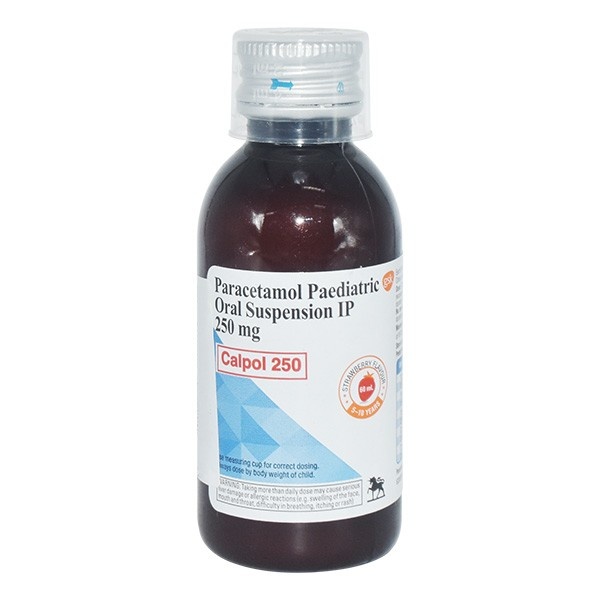 Paracetamol Paediatric
Oral Suspension IP
250 mg
gsk
Calpol 250
STRAWBERRY FLAVOUR
60 mL
5-10 YEARS
measuring cup for correct dosing.
dose by body weight of child.
WARNING: Taking more than daily dose may cause serious
liver damage or allergic reactions (e.g. swelling of the face,
mouth and throat, difficulty in breathing, itching or rash)